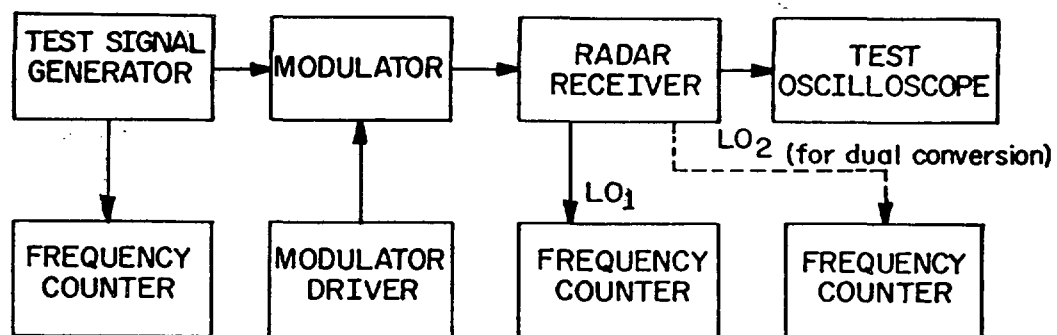 TEST SIGNAL
GENERATOR
MODULATOR
RADAR
RECEIVER
TEST
OSCILLOSCOPE
LO2 (for dual conversion)
LO1
FREQUENCY
COUNTER
MODULATOR
DRIVER
FREQUENCY
COUNTER
FREQUENCY
COUNTER